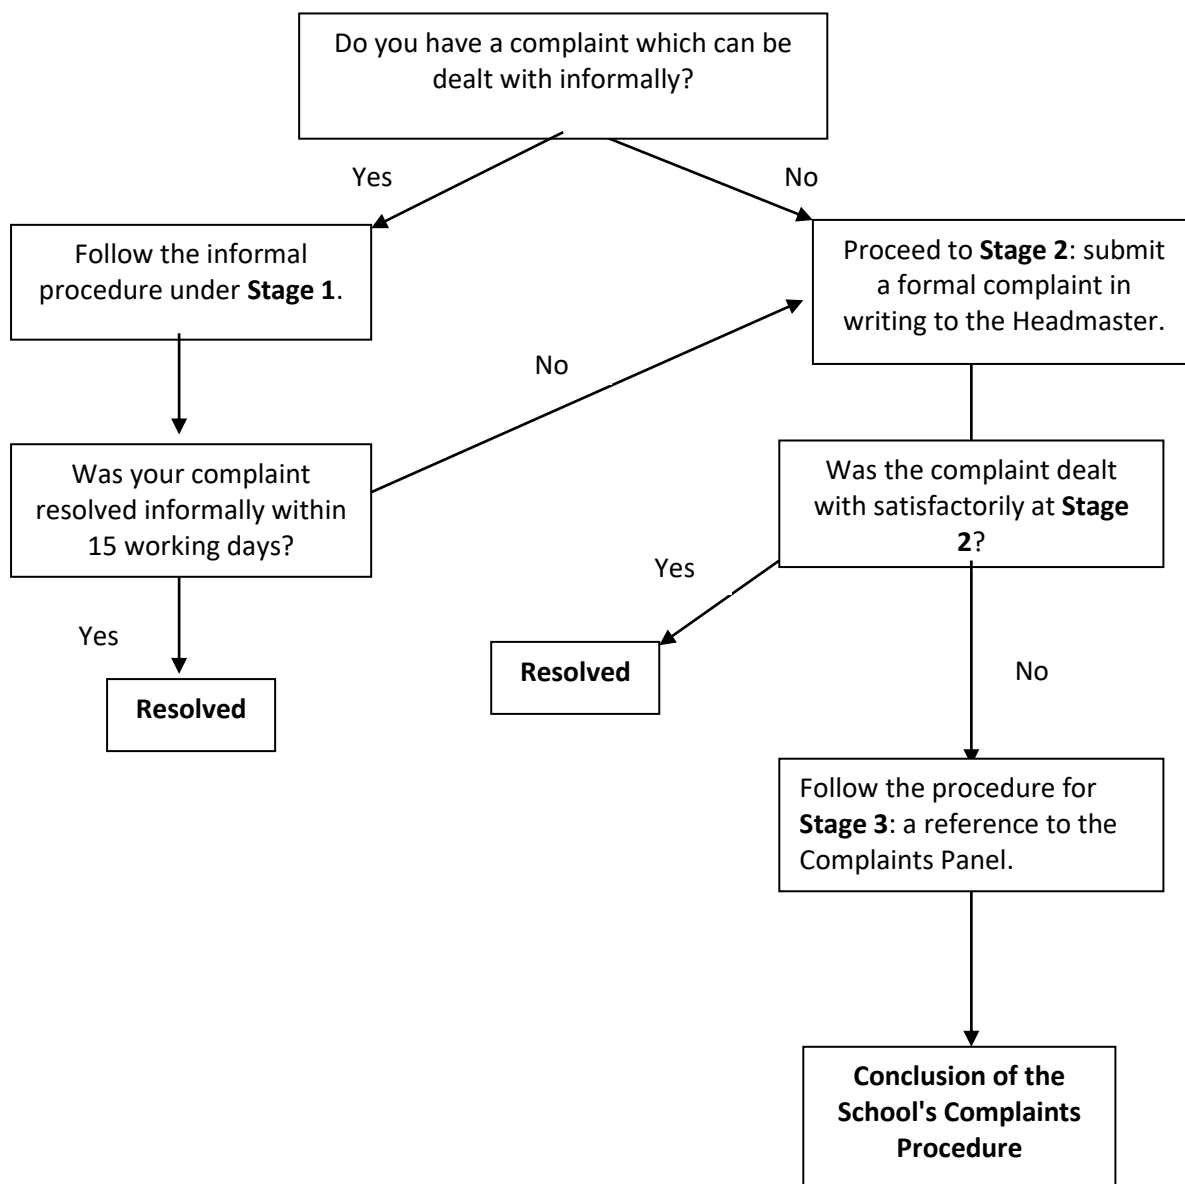 Do you have a complaint which can be
dealt with informally?
Yes
No
Follow the informal
procedure under Stage 1.
Proceed to Stage 2: submit
a formal complaint in
writing to the Headmaster.
No
Was your complaint
resolved informally within
15 working days?
Was the complaint dealt
with satisfactorily at Stage
2?
Yes
Yes
Resolved
Resolved
No
Follow the procedure for
Stage 3: a reference to the
Complaints Panel.
Conclusion of the
School's Complaints
Procedure